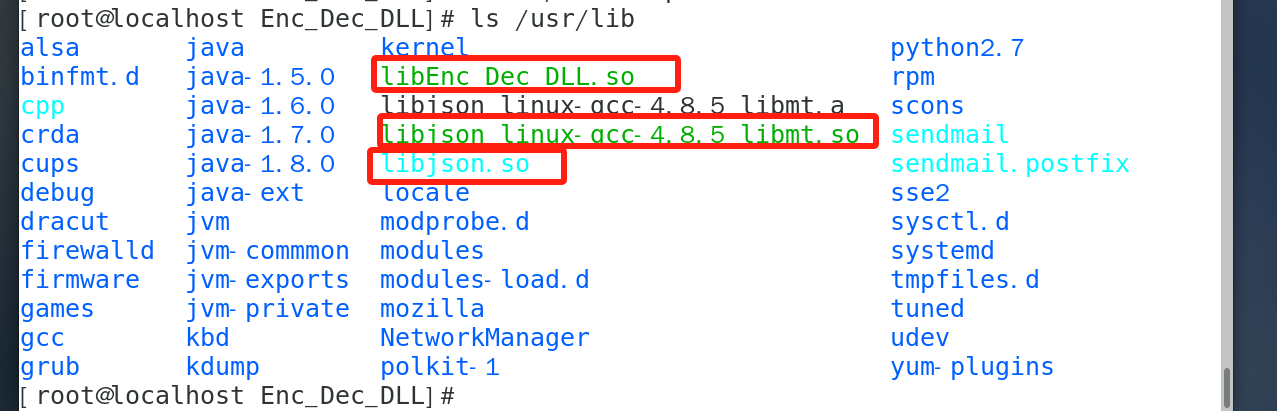 [root@localhost Enc_Dec_DLL]# ls /usr/lib
alsa java kernel python2.7
binfmt.d java-1.5.0 libEnc_Dec_DLL.so rpm
cpp java-1.6.0 libjson_linux-gcc-4.8.5_libmt.a scons
crda java-1.7.0 libjson_linux-gcc-4.8.5_libmt.so sendmail
cups java-1.8.0 libjson.so sendmail.postfix
debug java-ext locale sse2
dracut jvm modprobe.d sysctl.d
firewalld jvm-commmon modules systemd
firmware jvm-exports modules-load.d tmpfiles.d
games jvm-private mozilla tuned
gcc kbd NetworkManager udev
grub kdump polkit-1 yum-plugins
[root@localhost Enc_Dec_DLL]#